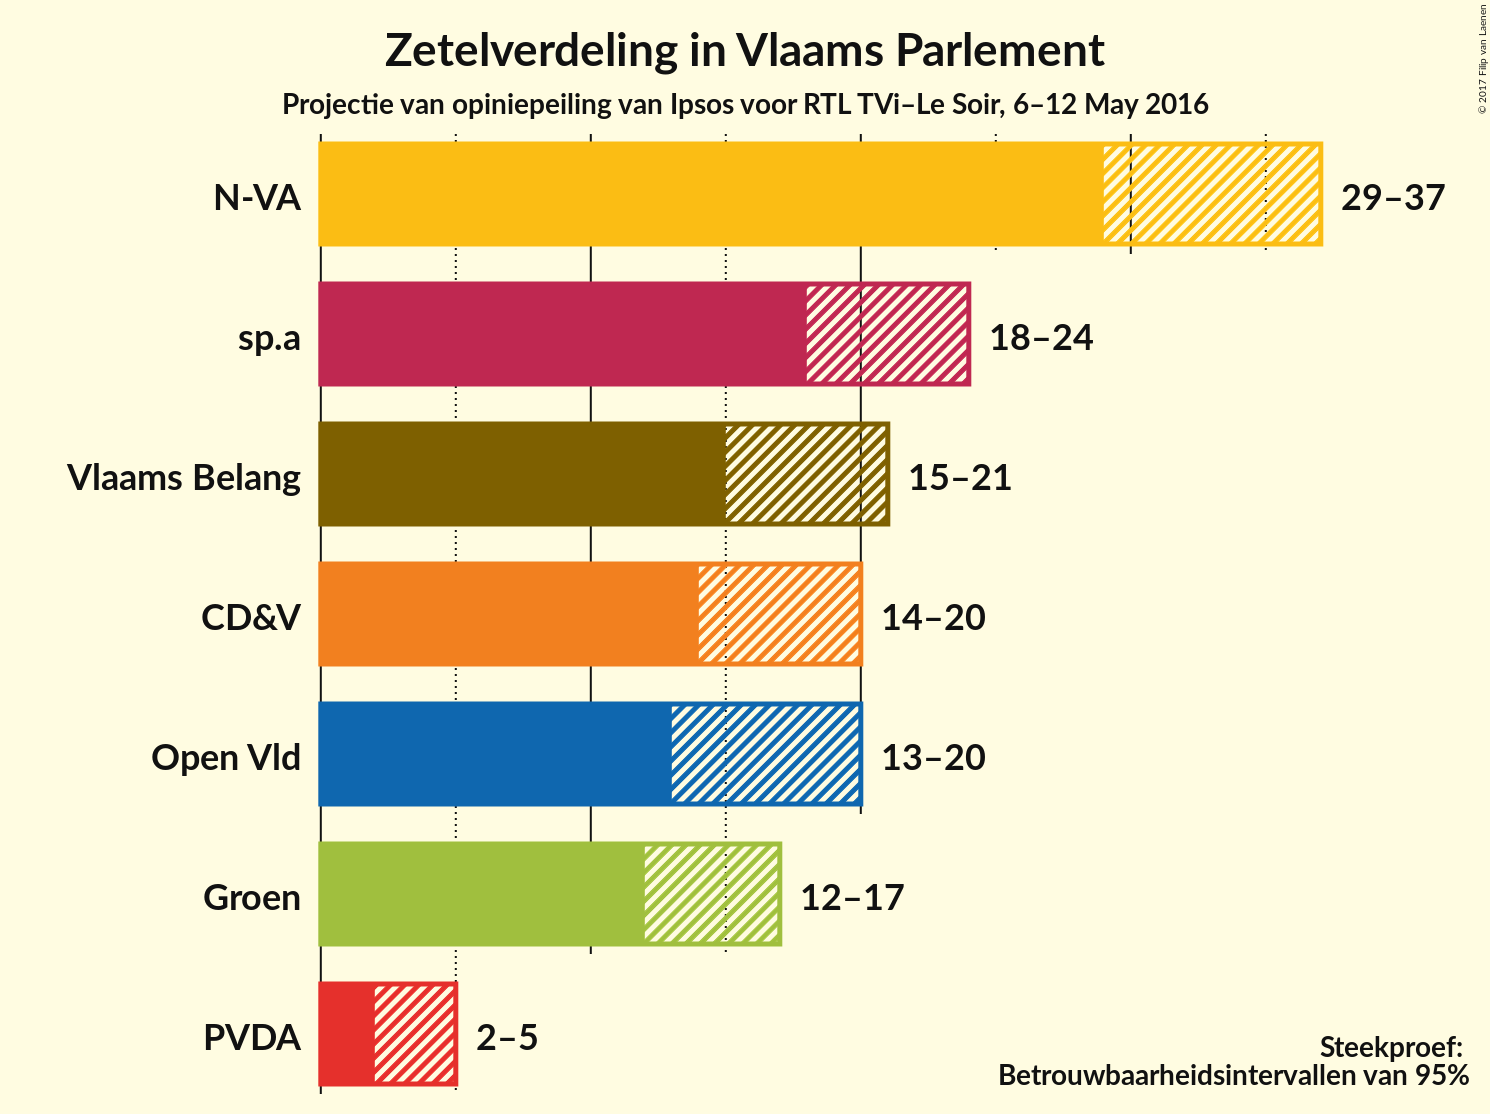 Zetelverdeling in Vlaams Parlement
Projectie van opiniepeiling van Ipsos voor RTL TVi–Le Soir, 6–12 May 2016
© 2017 Filip van Laenen
N-VA 29–37
sp.a 18–24
Vlaams Belang 15–21
CD&V 14–20
Open Vld 13–20
Groen 12–17
PVDA 2–5
Steekproef:
Betrouwbaarheidsintervallen van 95%